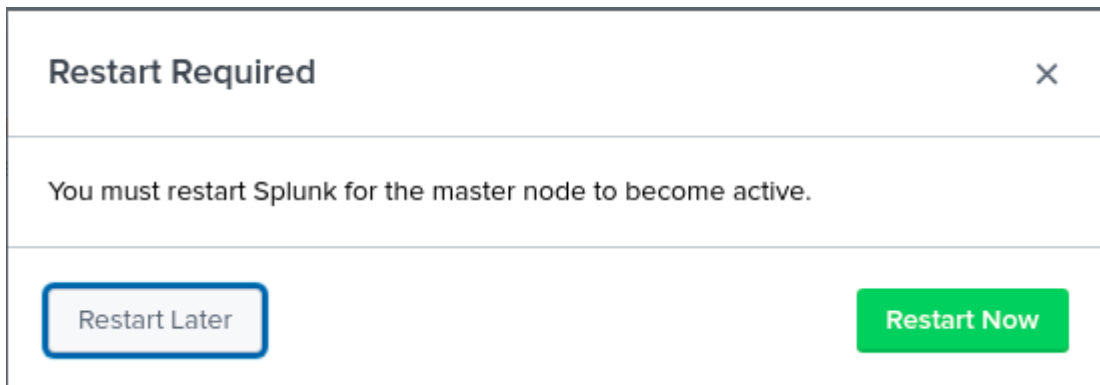 Restart Required
You must restart Splunk for the master node to become active.
Restart Later
Restart Now